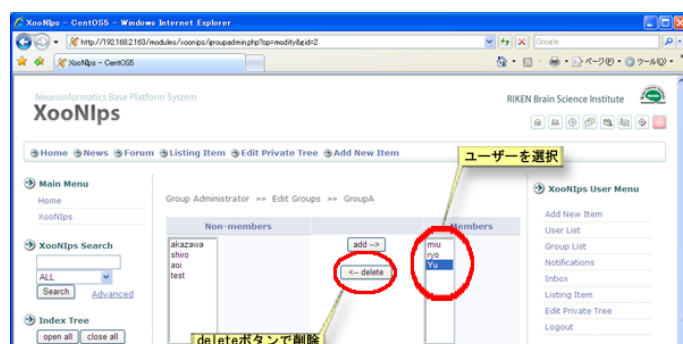 XooNIps - CentOS5 - Windows Internet Explorer
http://192.168.2.163/modules/xoonips/groupadmin.php?op=modify&gid=2
Google
XooNIps - CentOS5
ページ(P)
ツール(O)
Neuroinformatics Base Platform System
XooNIps
RIKEN Brain Science Institute
Home News Forum Listing Item Edit Private Tree Add New Item
ユーザーを選択
Main Menu
Home
XooNIps
XooNIps Search
ALL
Search Advanced
Index Tree
open all close all
Group Administrator »» Edit Groups »» GroupA
Non-members
Members
akazawa
shiro
aoi
test
add -->
<-- delete
miu
ryo
Yu
deleteボタンで削除
XooNIps User Menu
Add New Item
User List
Group List
Notifications
Inbox
Listing Item
Edit Private Tree
Logout